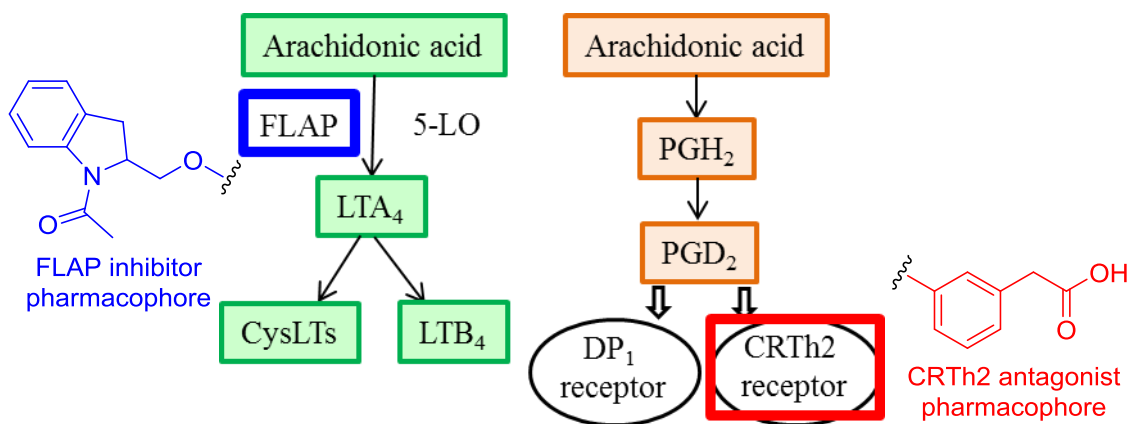 Arachidonic acid
Arachidonic acid
FLAP
5-LO
PGH₂
O
N
O
LTA₄
FLAP inhibitor
pharmacophore
PGD₂
CysLTs
LTB₄
DP₁
receptor
CRTh2
receptor
OH
O
CRTh2 antagonist
pharmacophore